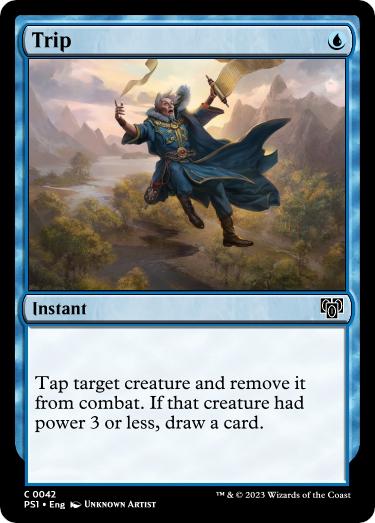 Trip
Instant
Tap target creature and remove it
from combat. If that creature had
power 3 or less, draw a card.
C 0042
PS1 • Eng Unknown Artist
™ & © 2023 Wizards of the Coast